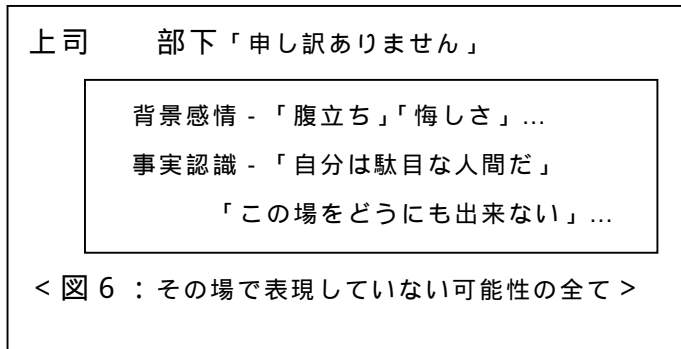 上司　　部下「申し訳ありません」
背景感情 - 「腹立ち」「悔しさ」…
事実認識 - 「自分は駄目な人間だ」
「この場をどうにも出来ない」…
<図6：その場で表現していない可能性の全て>